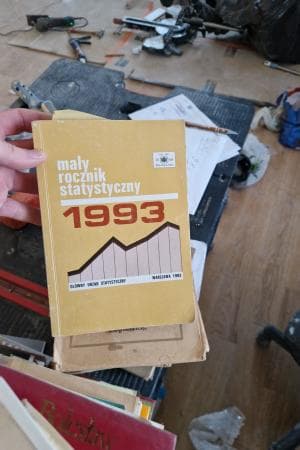 mały
rocznik
statystyczny
1993
GŁÓWNY URZĄD STATYSTYCZNY WARSZAWA 1993